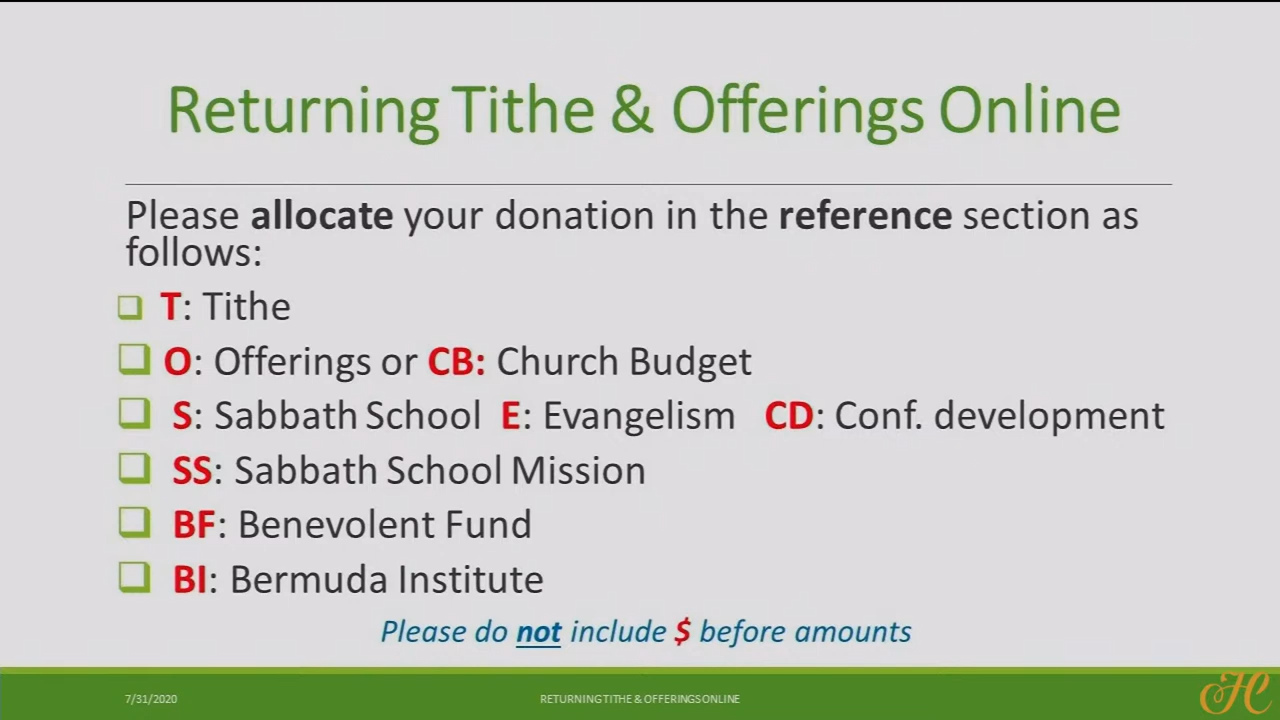 Returning Tithe & Offerings Online
Please allocate your donation in the reference section as
follows:
T: Tithe
O: Offerings or CB: Church Budget
S: Sabbath School E: Evangelism CD: Conf. development
SS: Sabbath School Mission
BF: Benevolent Fund
BI: Bermuda Institute
Please do not include $ before amounts
7/31/2020 RETURNING TITHE & OFFERINGS ONLINE HC